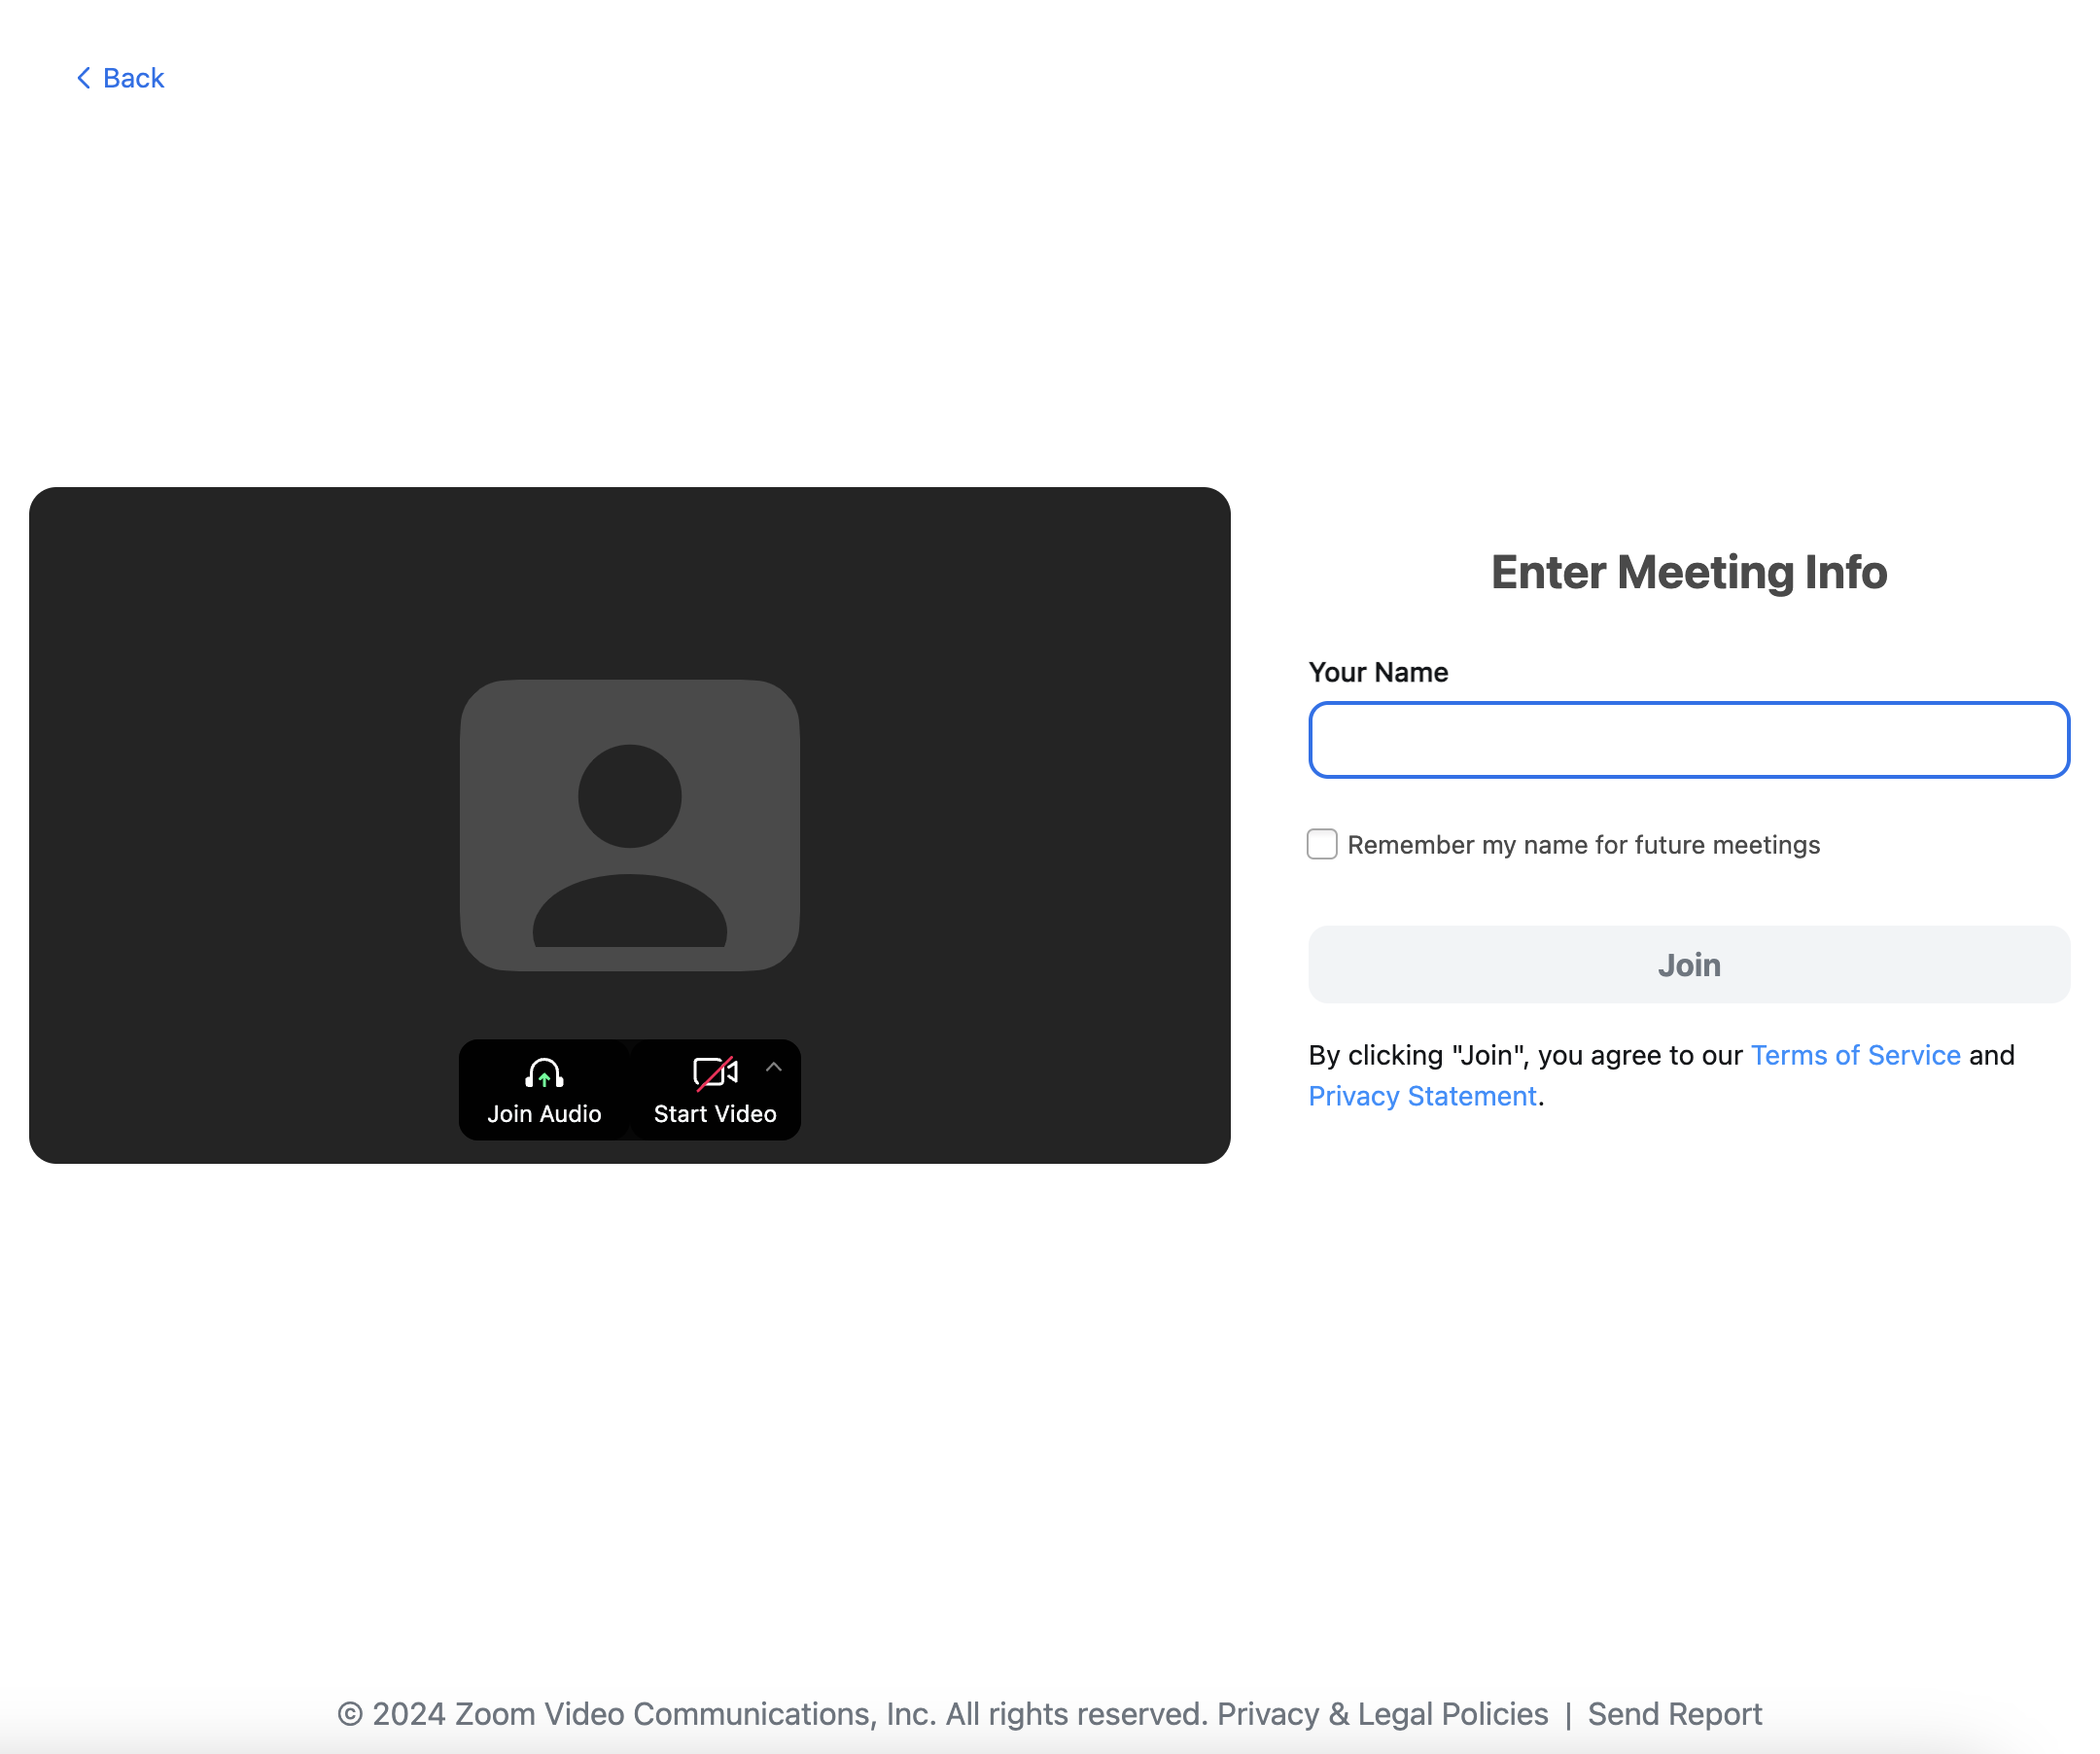 Back
Enter Meeting Info
Your Name
Remember my name for future meetings
Join
By clicking "Join", you agree to our Terms of Service and
Privacy Statement.
Join Audio
Start Video
© 2024 Zoom Video Communications, Inc. All rights reserved. Privacy & Legal Policies | Send Report